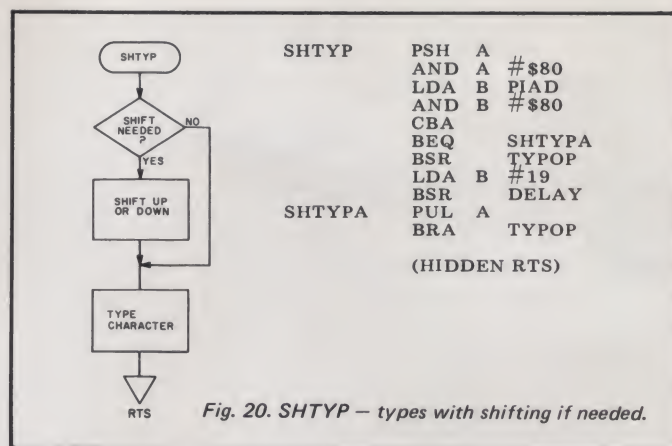 SHTYP
SHIFT
NEEDED
?
NO
YES
SHIFT UP
OR DOWN
TYPE
CHARACTER
RTS
SHTYP PSH A
AND A #$80
LDA B PIAD
AND B #$80
CBA
BEQ SHTYPA
BSR TYPOP
LDA B #19
BSR DELAY
SHTYPA PUL A
BRA TYPOP
(HIDDEN RTS)
Fig. 20. SHTYP — types with shifting if needed.